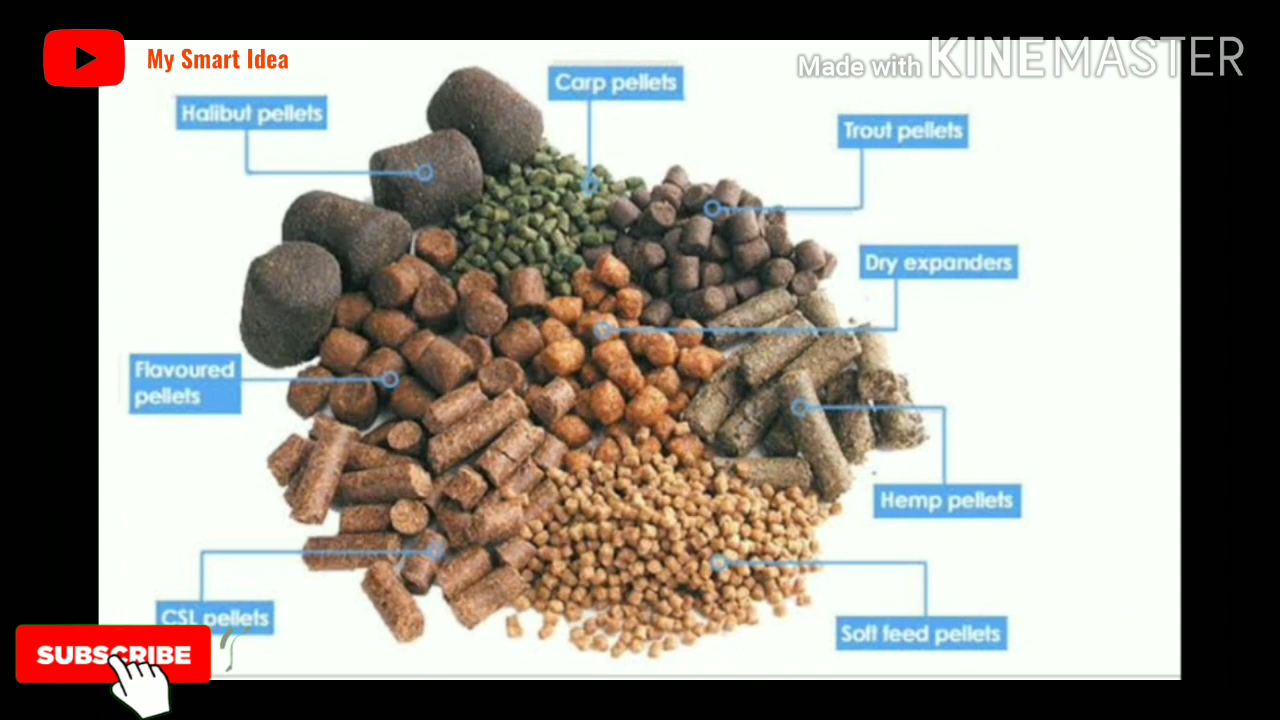 My Smart Idea
Made with KINEMASTER
Carp pellets
Halibut pellets
Trout pellets
Dry expanders
Flavoured
pellets
Hemp pellets
CSL pellets
Soft feed pellets
SUBSCRIBE